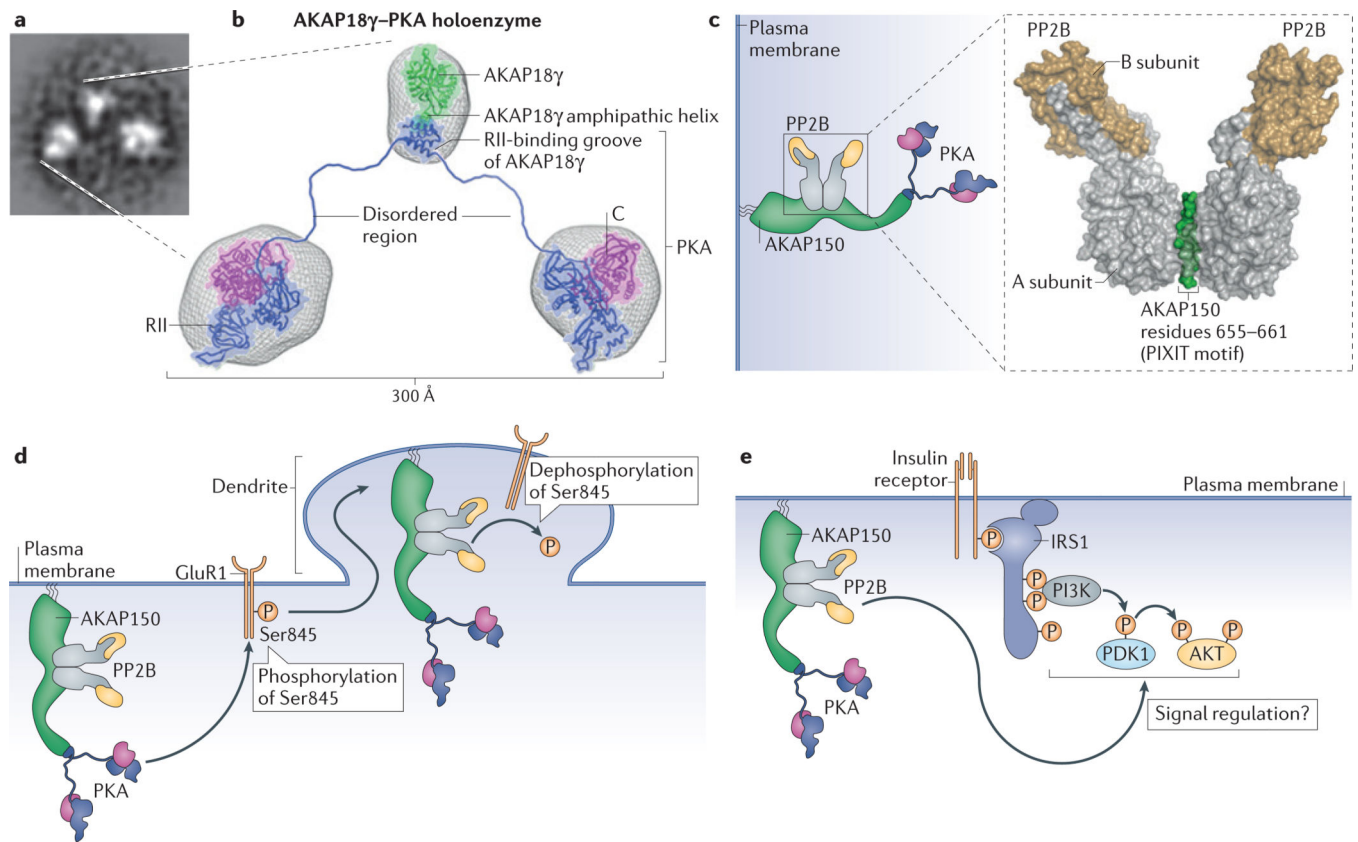 a
b
AKAP18γ–PKA holoenzyme
AKAP18γ
AKAP18γ amphipathic helix
RII-binding groove
of AKAP18γ
Disordered
region
C
PKA
RII
300 Å
c
Plasma
membrane
PP2B
PKA
AKAP150
PP2B
PP2B
B subunit
A subunit
AKAP150
residues 655–661
(PIXIT motif)
d
Dendrite
Dephosphorylation
of Ser845
P
Plasma
membrane
GluR1
P
AKAP150
Ser845
PP2B
Phosphorylation
of Ser845
PKA
e
Insulin
receptor
Plasma membrane
AKAP150
P
IRS1
PP2B
P
P
PI3K
P
P
P
P
PDK1
AKT
PKA
Signal regulation?